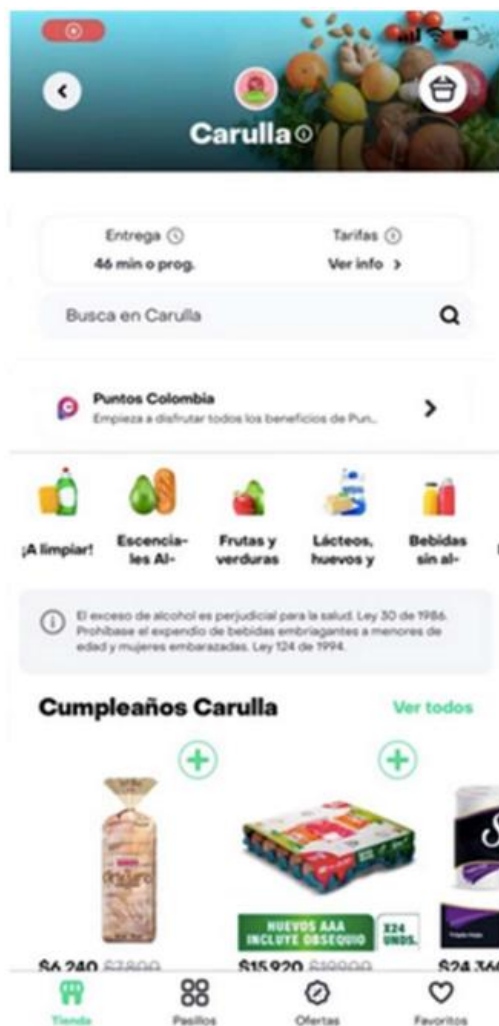 Carulla
Entrega Tarifas
46 min o prog. Ver info >
Busca en Carulla
Puntos Colombia
Empieza a disfrutar todos los beneficios de Pun...
¡A limpiar! Escencia- Frutas y Lácteos, Bebidas
les Al- verduras huevos y sin al-
El exceso de alcohol es perjudicial para la salud. Ley 30 de 1986.
Prohíbase el expendio de bebidas embriagantes a menores de
edad y mujeres embarazadas. Ley 124 de 1994.
Cumpleaños Carulla Ver todos
HUEVOS AAA X24
INCLUYE OBSEQUIO UNDS.
$6.240 $7.800 $15.920 $19.900 $24.36
Tienda Pasillos Ofertas Favoritos